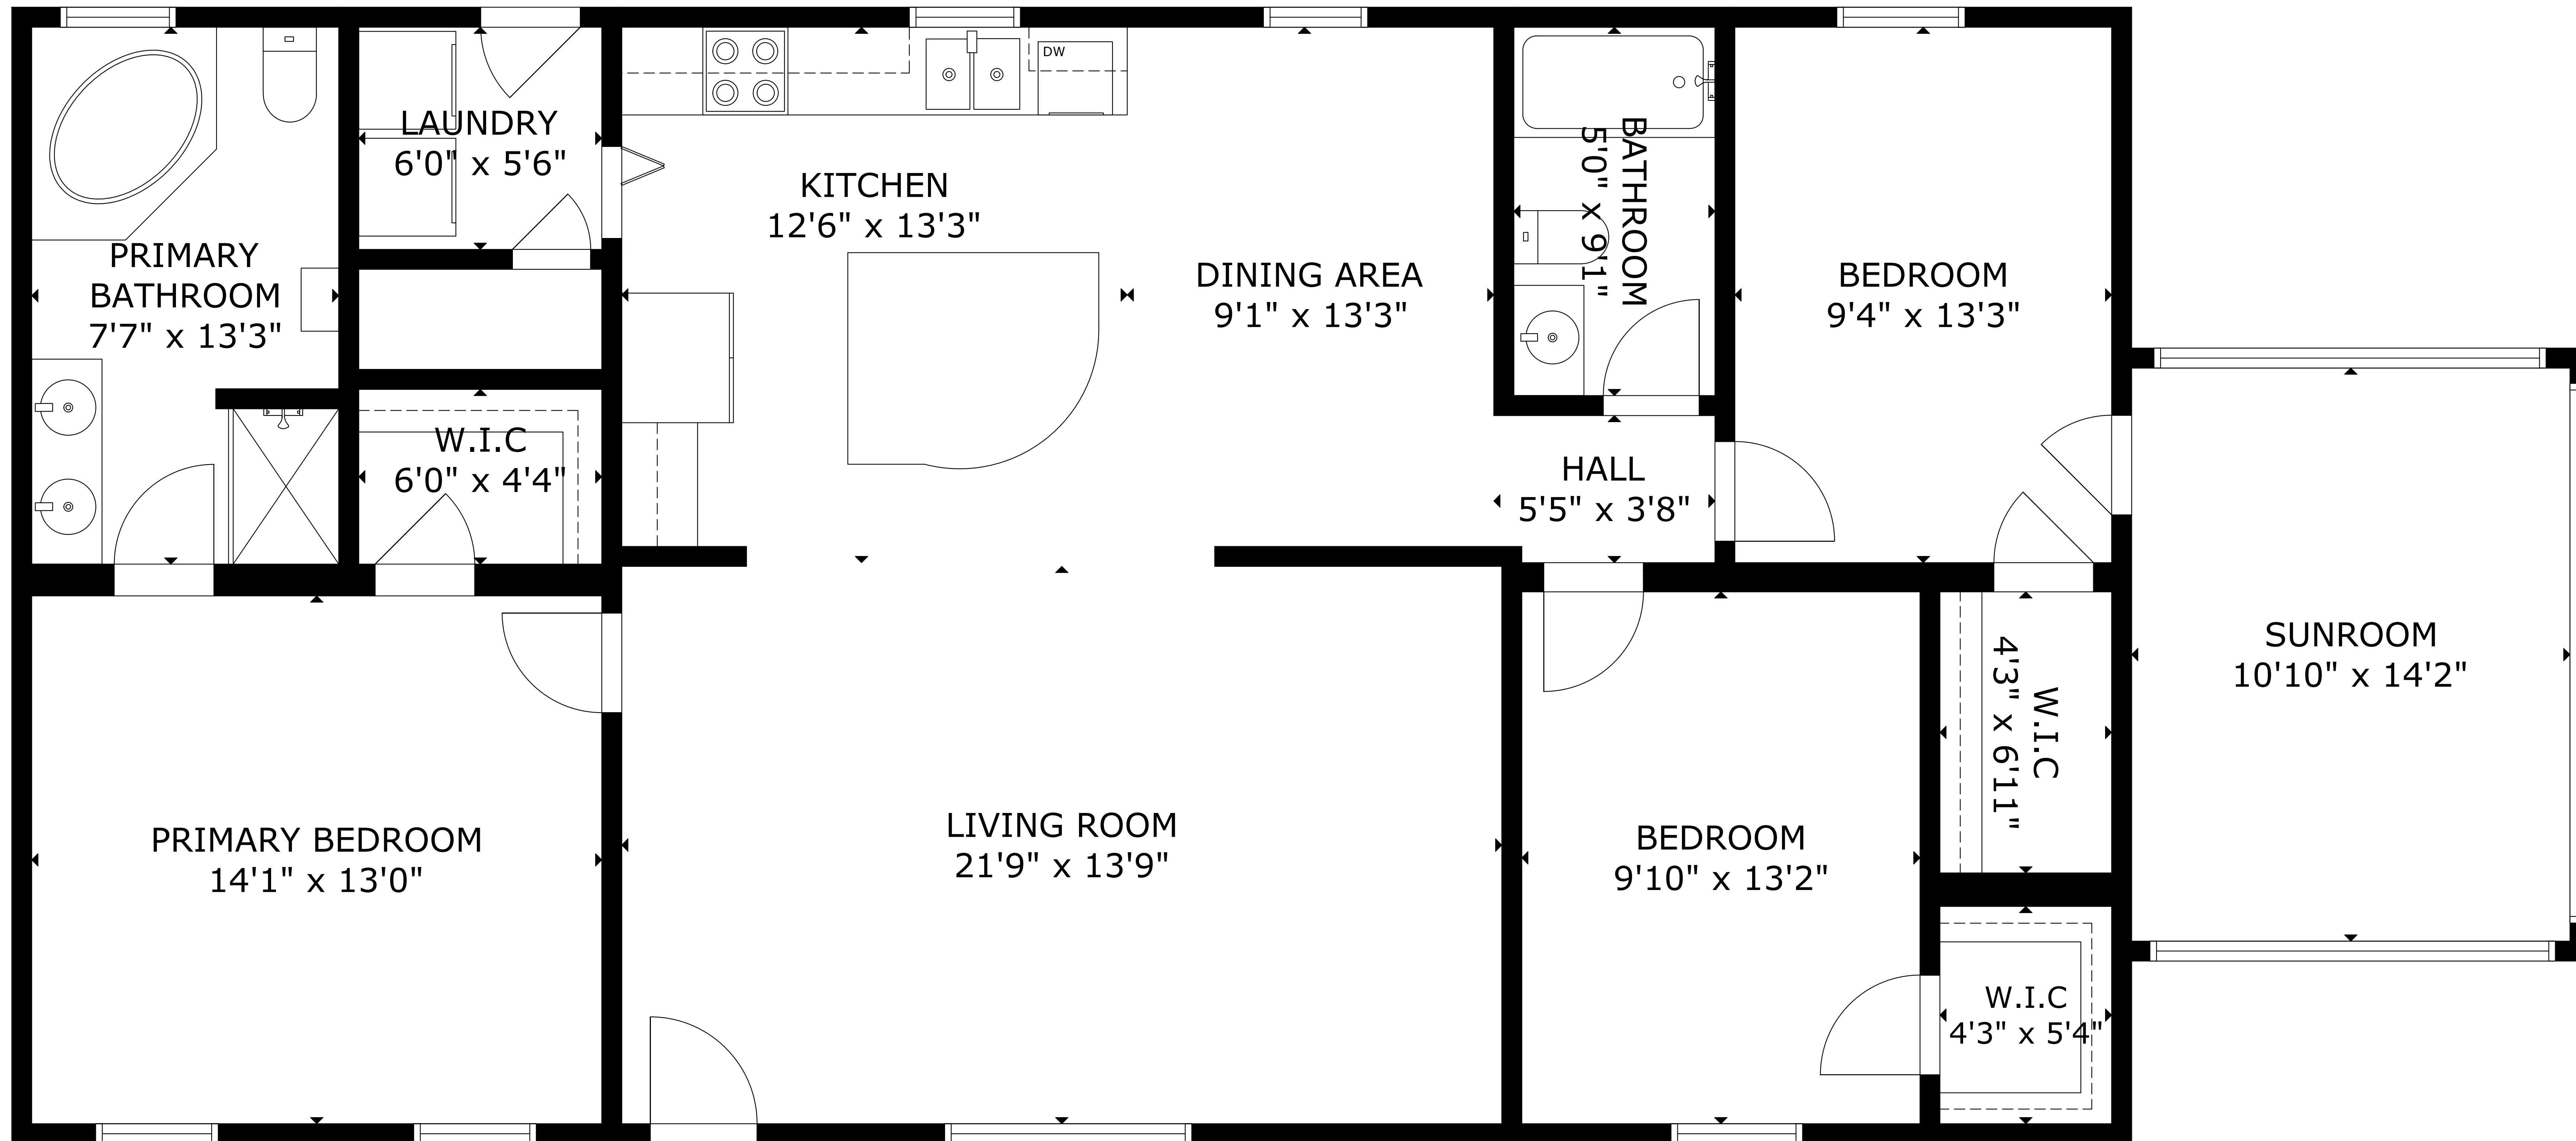 DW
LAUNDRY
6'0" x 5'6"
KITCHEN
12'6" x 13'3"
BATHROOM
5'0" x 9'1"
PRIMARY
BATHROOM
7'7" x 13'3"
DINING AREA
9'1" x 13'3"
BEDROOM
9'4" x 13'3"
W.I.C
6'0" x 4'4"
HALL
5'5" x 3'8"
SUNROOM
10'10" x 14'2"
W.I.C
4'3" x 6'11"
PRIMARY BEDROOM
14'1" x 13'0"
LIVING ROOM
21'9" x 13'9"
BEDROOM
9'10" x 13'2"
W.I.C
4'3" x 5'4"